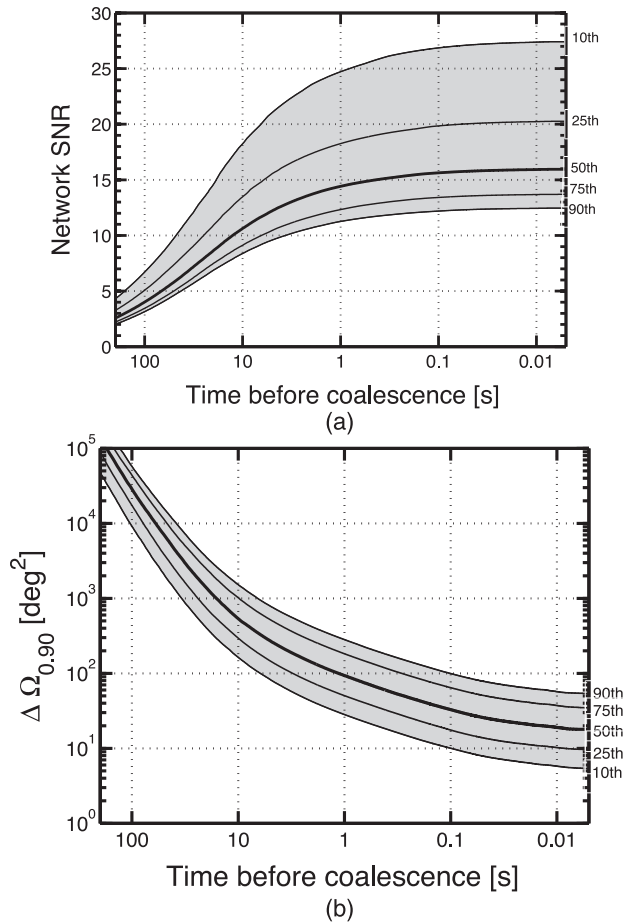 30
25
20
15
10
5
0
Network SNR
10th
25th
50th
75th
90th
100
10
1
0.1
0.01
Time before coalescence [s]
(a)
10^5
10^4
10^3
10^2
10^1
10^0
Δ Ω_{0.90} [deg^2]
90th
75th
50th
25th
10th
100
10
1
0.1
0.01
Time before coalescence [s]
(b)